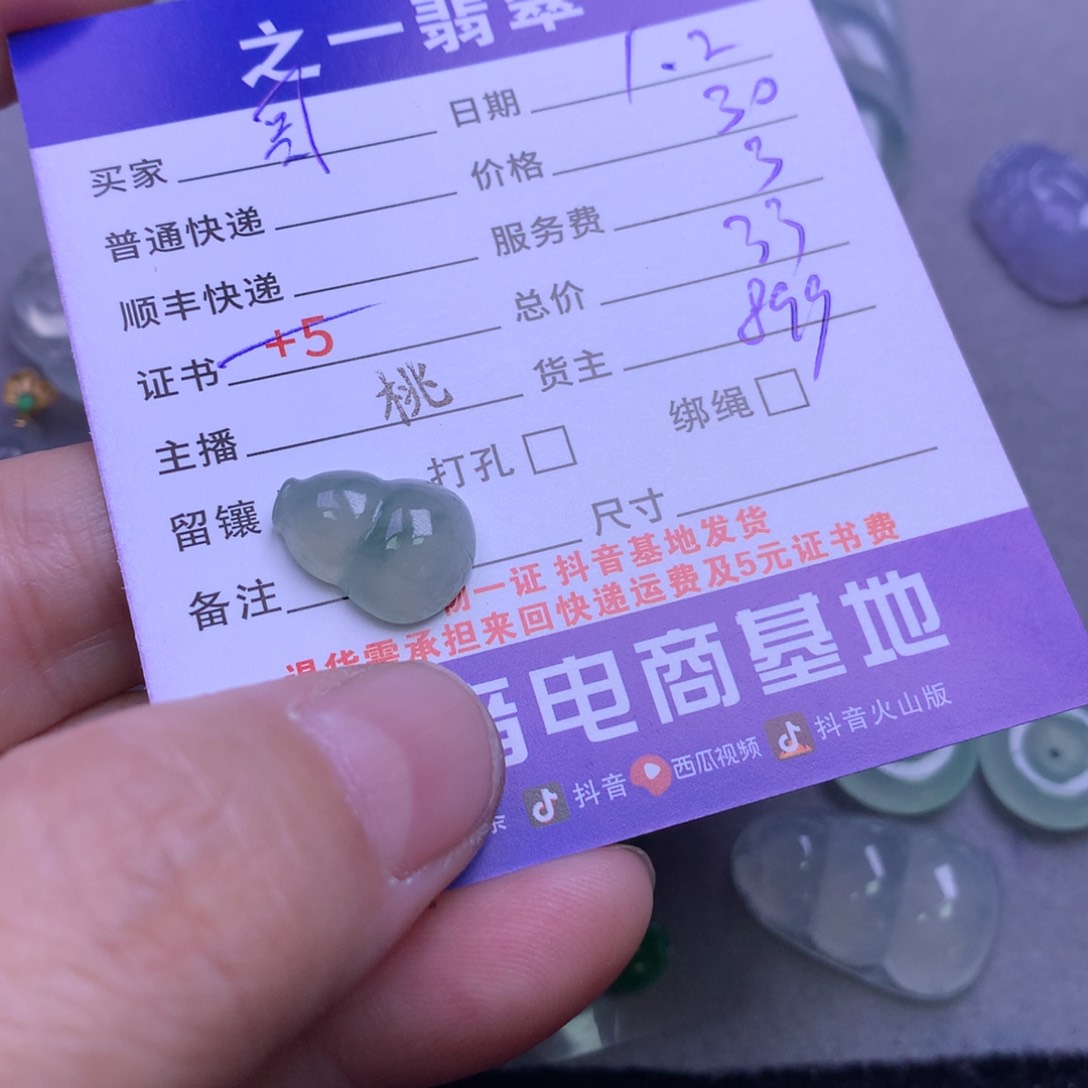 之一翡翠
买家 日期 1.2
普通快递 价格 30
顺丰快递 服务费 3
证书 +5 总价 33
主播 桃 货主 899
留镶 打孔 □ 绑绳 □
备注 尺寸
物一证 抖音基地发货
退货需承担来回快递运费及5元证书费
音电商基地
抖音 西瓜视频 抖音火山版